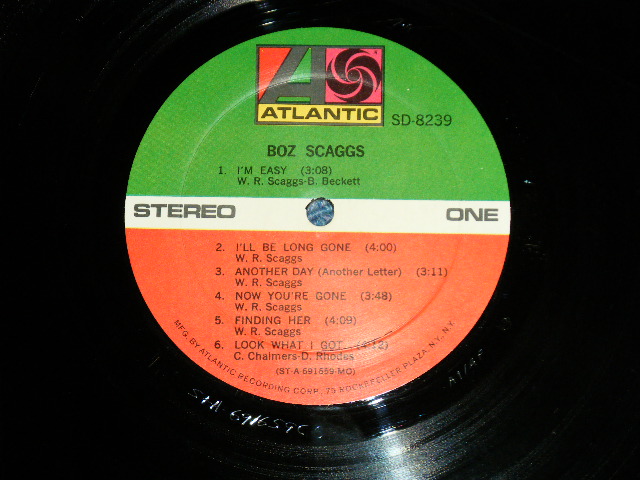 ATLANTIC
SD-8239
BOZ SCAGGS
1. I'M EASY (3:08)
W. R. Scaggs-B. Beckett
STEREO ONE
2. I'LL BE LONG GONE (4:00)
W. R. Scaggs
3. ANOTHER DAY (Another Letter) (3:11)
W. R. Scaggs
4. NOW YOU'RE GONE (3:48)
W. R. Scaggs
5. FINDING HER (4:09)
W. R. Scaggs
6. LOOK WHAT I GOT (4:12)
C. Chalmers-D. Rhodes
(ST-A 691659-MO)
MFG. BY ATLANTIC RECORDING CORP., 75 ROCKEFELLER PLAZA, N.Y., N.Y.